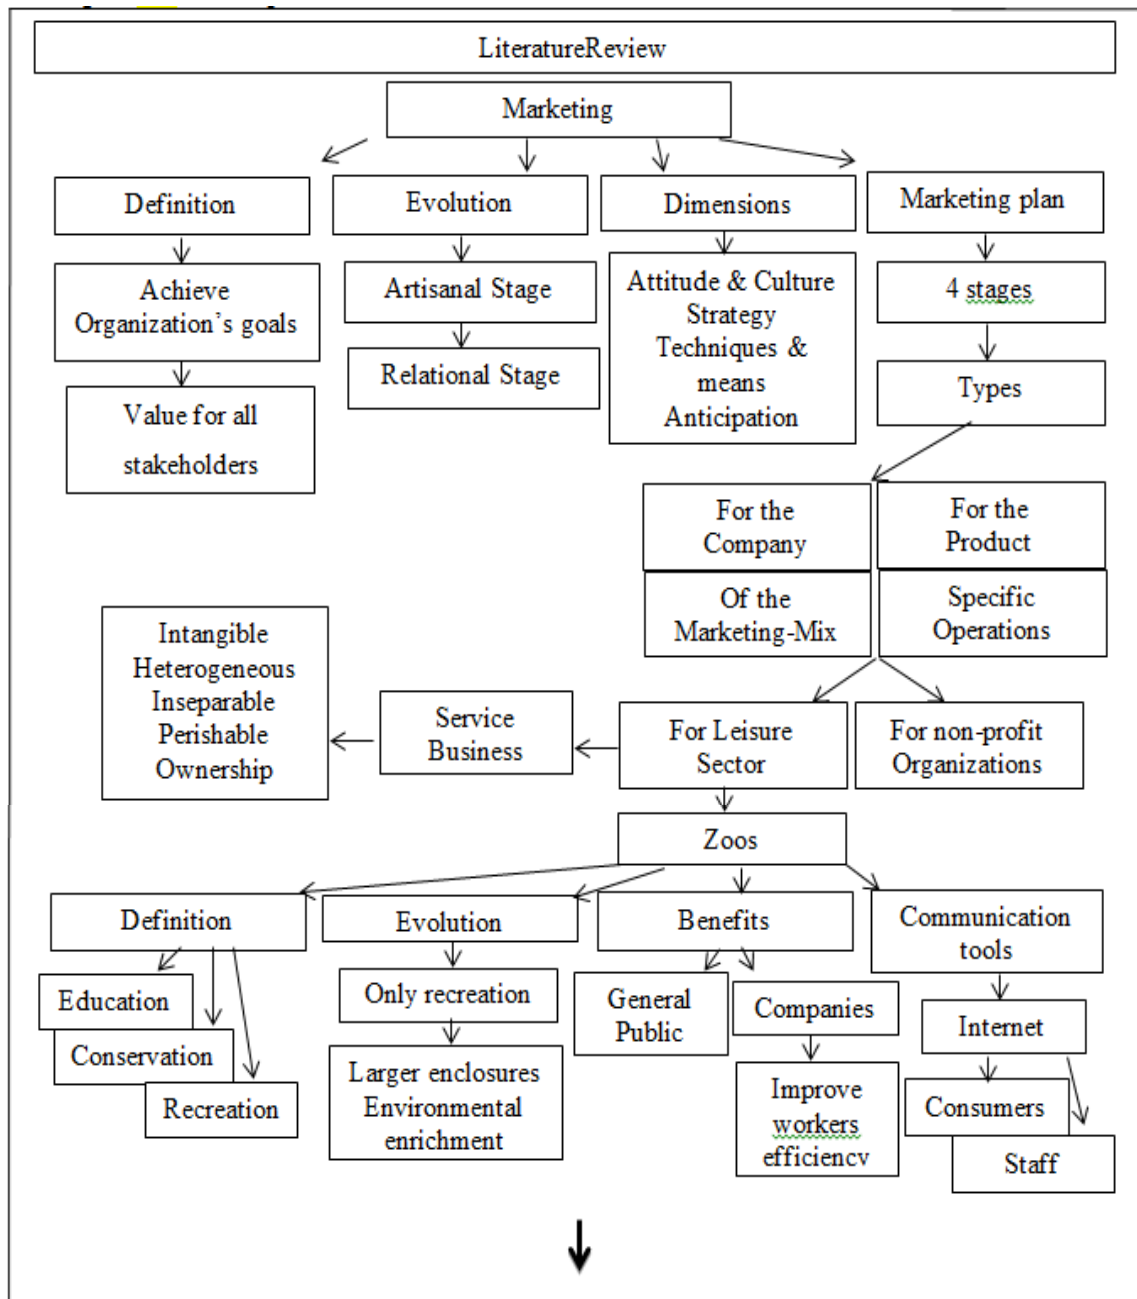 LiteratureReview
Marketing
Definition
Evolution
Dimensions
Marketing plan
Achieve
Organization's goals
Artisanal Stage
Attitude & Culture
Strategy
Techniques &
means
Anticipation
4 stages
Value for all
stakeholders
Relational Stage
Types
For the
Company
For the
Product
Of the
Marketing-Mix
Specific
Operations
Intangible
Heterogeneous
Inseparable
Perishable
Ownership
Service
Business
For Leisure
Sector
For non-profit
Organizations
Zoos
Definition
Evolution
Benefits
Communication
tools
Education
Conservation
Recreation
Only recreation
Larger enclosures
Environmental
enrichment
General
Public
Companies
Improve
workers
efficiency
Internet
Consumers
Staff